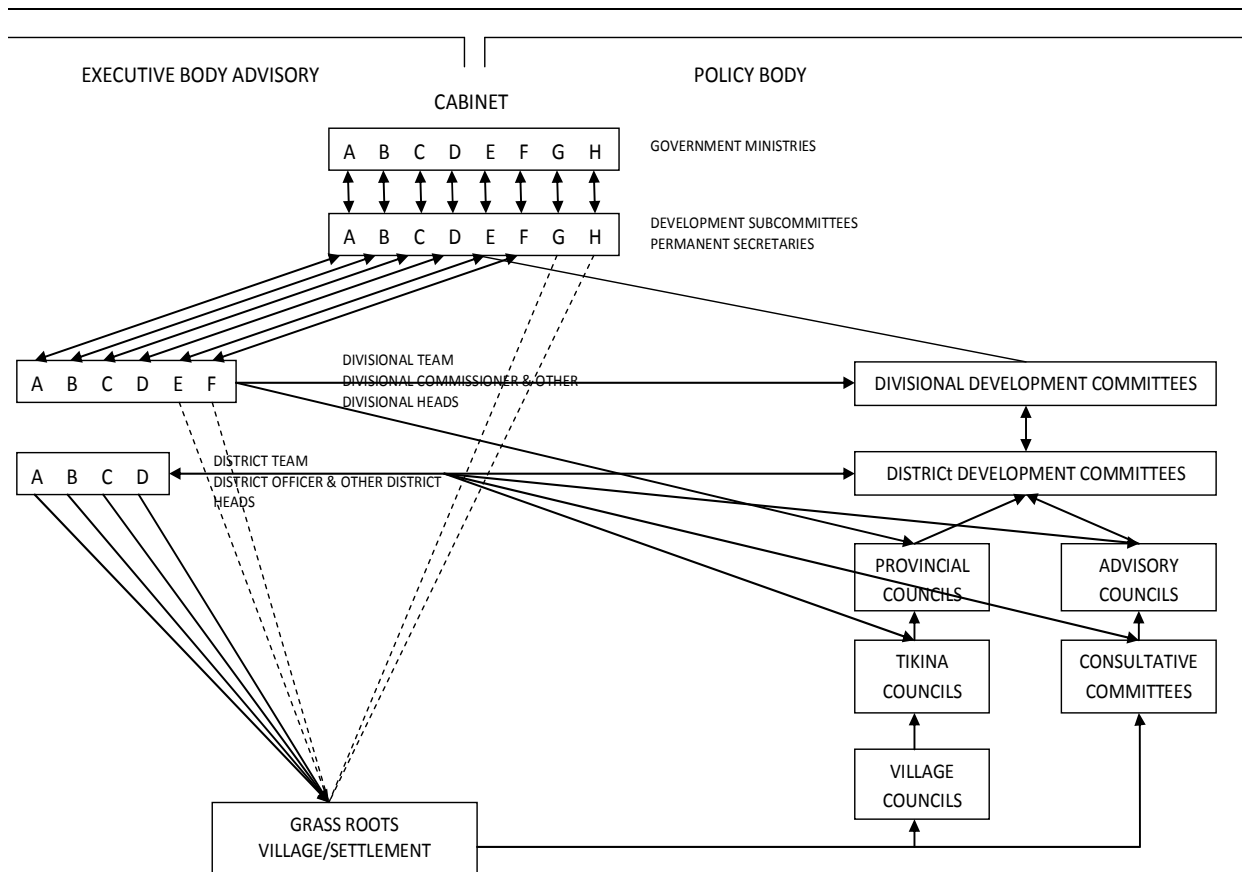 EXECUTIVE BODY ADVISORY
POLICY BODY
CABINET
A B C D E F G H
GOVERNMENT MINISTRIES
A B C D E F G H
DEVELOPMENT SUBCOMMITTEES
PERMANENT SECRETARIES
A B C D E F
DIVISIONAL TEAM
DIVISIONAL COMMISSIONER & OTHER
DIVISIONAL HEADS
DIVISIONAL DEVELOPMENT COMMITTEES
A B C D
DISTRICT TEAM
DISTRICT OFFICER & OTHER DISTRICT
HEADS
DISTRICt DEVELOPMENT COMMITTEES
PROVINCIAL
COUNCILS
ADVISORY
COUNCILS
TIKINA
COUNCILS
CONSULTATIVE
COMMITTEES
VILLAGE
COUNCILS
GRASS ROOTS
VILLAGE/SETTLEMENT